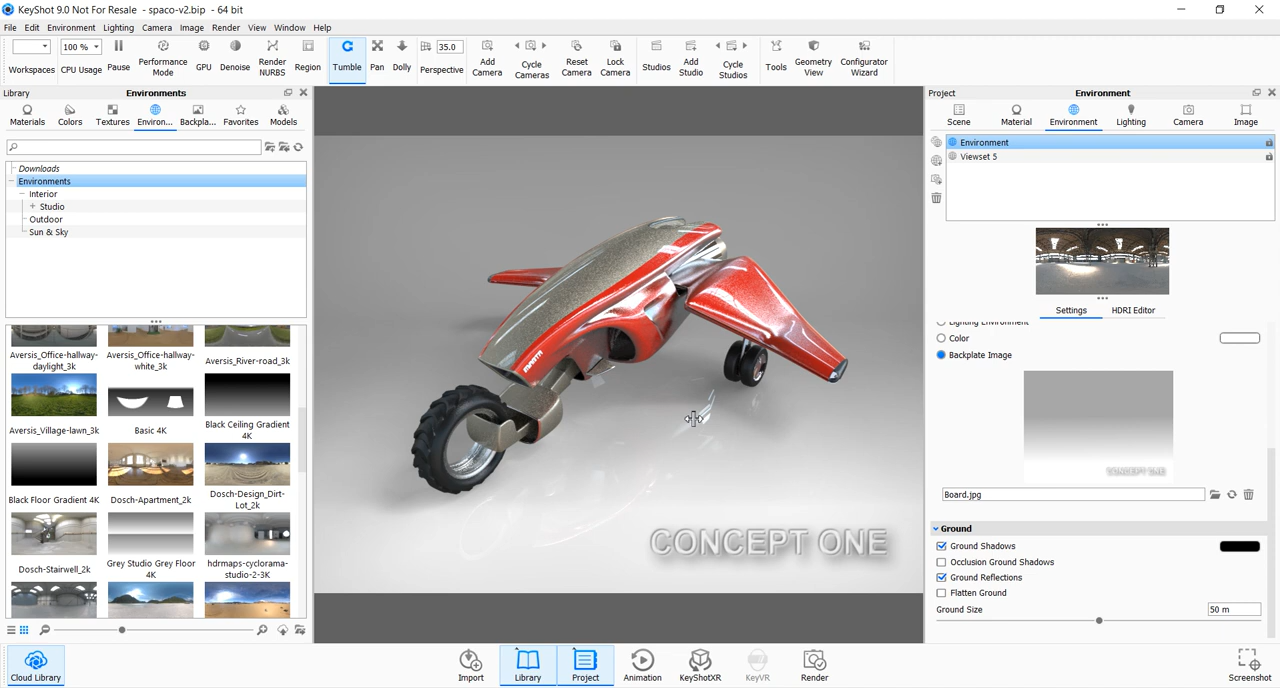 KeyShot 9.0 Not For Resale - spaco-v2.bip - 64 bit
File Edit Environment Lighting Camera Image Render View Window Help
100 % 35.0
Workspaces CPU Usage Pause Performance Mode GPU Denoise Render NURBS Region Tumble Pan Dolly Perspective Add Camera Cycle Cameras Reset Camera Lock Camera Studios Add Studio Cycle Studios Tools Geometry View Configurator Wizard
Library Environments
Materials Colors Textures Environ... Backpla... Favorites Models
Downloads
Environments
Interior
Studio
Outdoor
Sun & Sky
Aversis_Office-hallway-daylight_3k Aversis_Office-hallway-white_3k Aversis_River-road_3k
Aversis_Village-lawn_3k Basic 4K Black Ceiling Gradient 4K
Black Floor Gradient 4K Dosch-Apartment_2k Dosch-Design_Dirt-Lot_2k
Dosch-Stairwell_2k Grey Studio Grey Floor 4K hdrmaps-cyclorama-studio-2-3K
CONCEPT ONE
Project Environment
Scene Material Environment Lighting Camera Image
Environment
Viewset 5
Settings HDRI Editor
Lighting Environment
Color
Backplate Image
CONCEPT ONE
Board.jpg
Ground
Ground Shadows
Occlusion Ground Shadows
Ground Reflections
Flatten Ground
Ground Size 50 m
Cloud Library Import Library Project Animation KeyShotXR KeyVR Render Screenshot